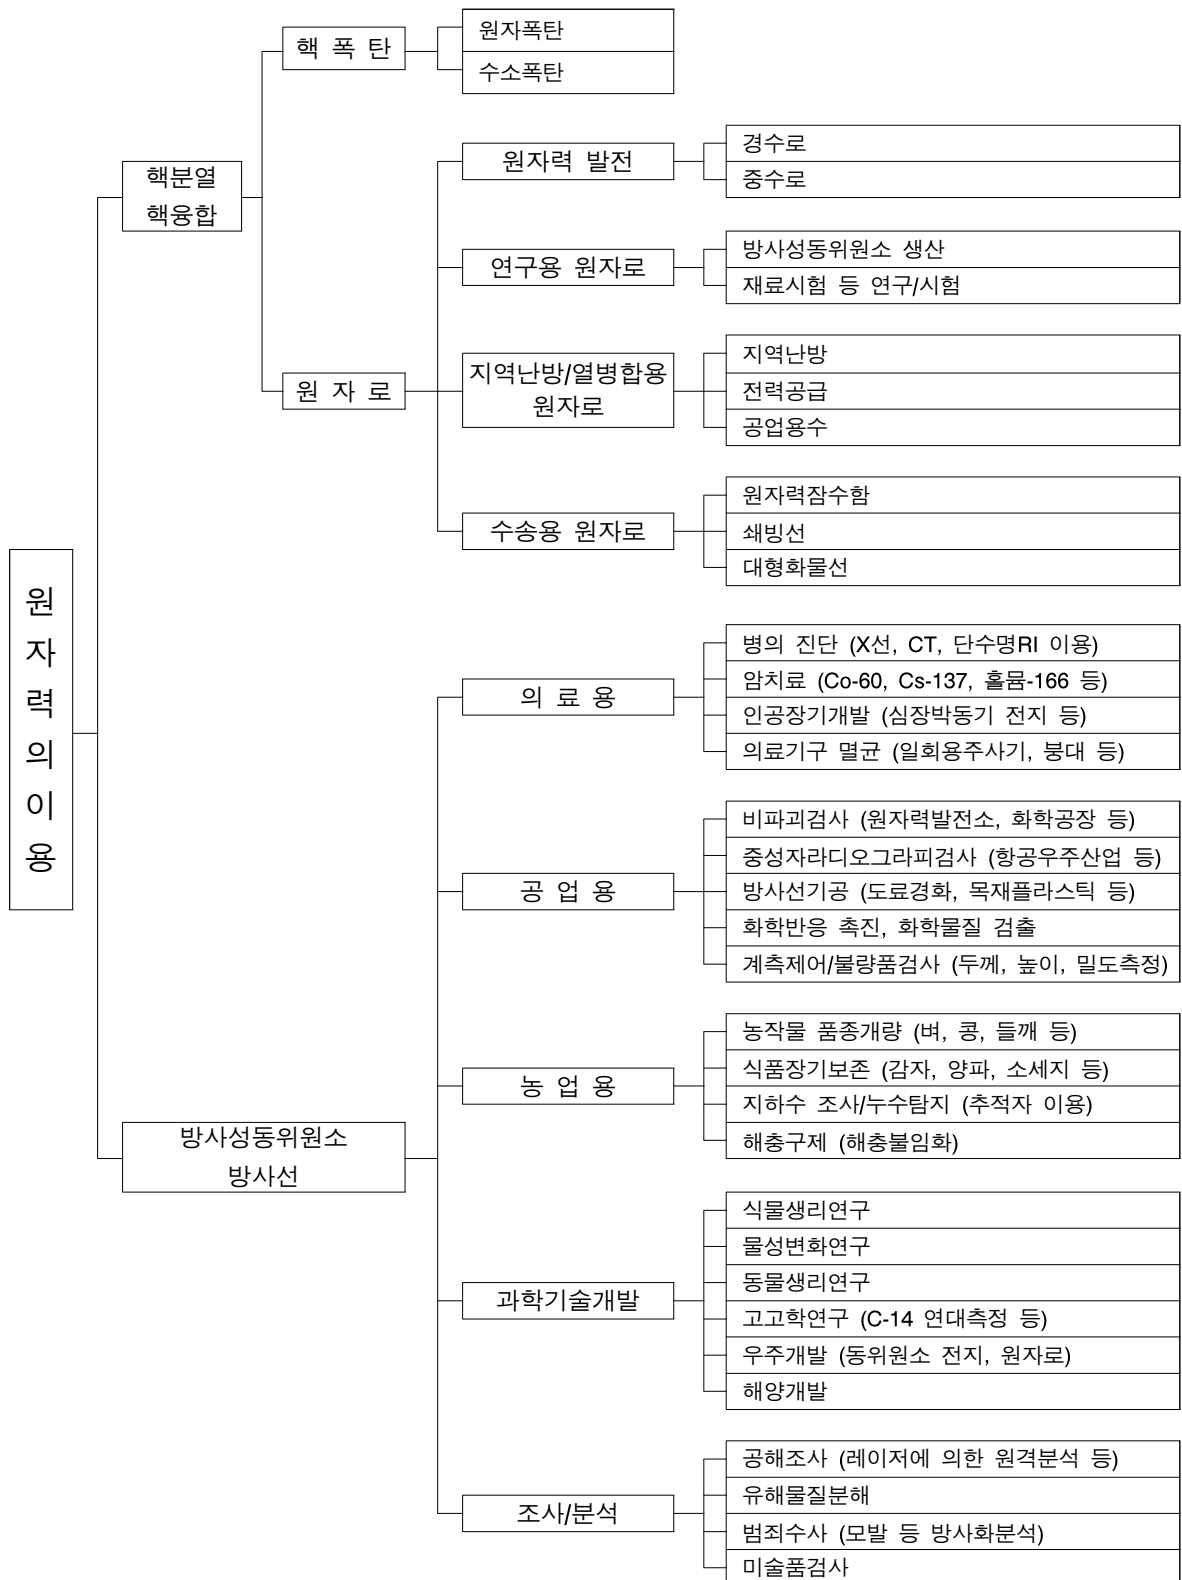 원자력의이용
핵분열
핵융합
핵 폭 탄
원자폭탄
수소폭탄
원 자 로
원자력 발전
경수로
중수로
연구용 원자로
방사성동위원소 생산
재료시험 등 연구/시험
지역난방/열병합용
원자로
지역난방
전력공급
공업용수
수송용 원자로
원자력잠수함
쇄빙선
대형화물선
방사성동위원소
방사선
의 료 용
병의 진단 (X선, CT, 단수명RI 이용)
암치료 (Co-60, Cs-137, 홀뮴-166 등)
인공장기개발 (심장박동기 전지 등)
의료기구 멸균 (일회용주사기, 붕대 등)
공 업 용
비파괴검사 (원자력발전소, 화학공장 등)
중성자라디오그라피검사 (항공우주산업 등)
방사선기공 (도료경화, 목재플라스틱 등)
화학반응 촉진, 화학물질 검출
계측제어/불량품검사 (두께, 높이, 밀도측정)
농 업 용
농작물 품종개량 (벼, 콩, 들깨 등)
식품장기보존 (감자, 양파, 소세지 등)
지하수 조사/누수탐지 (추적자 이용)
해충구제 (해충불임화)
과학기술개발
식물생리연구
물성변화연구
동물생리연구
고고학연구 (C-14 연대측정 등)
우주개발 (동위원소 전지, 원자로)
해양개발
조사/분석
공해조사 (레이저에 의한 원격분석 등)
유해물질분해
범죄수사 (모발 등 방사화분석)
미술품검사